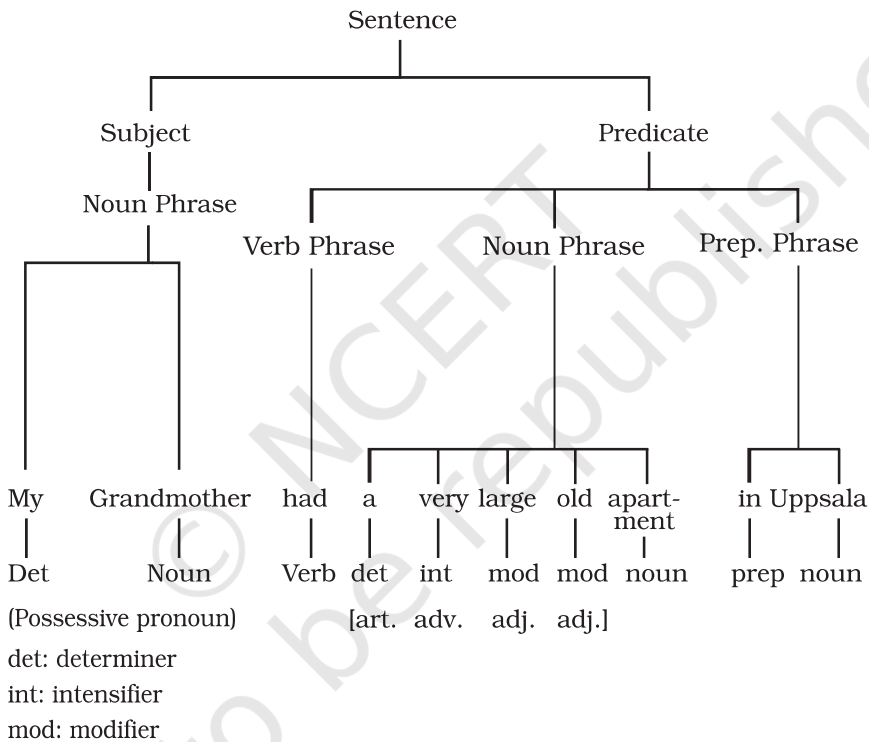 Sentence
Subject Predicate
Noun Phrase
Verb Phrase Noun Phrase Prep. Phrase
My Grandmother had a very large old apart-
ment in Uppsala
Det Noun Verb det int mod mod noun prep noun
(Possessive pronoun) [art. adv. adj. adj.]
det: determiner
int: intensifier
mod: modifier
© NCERT
to be republished